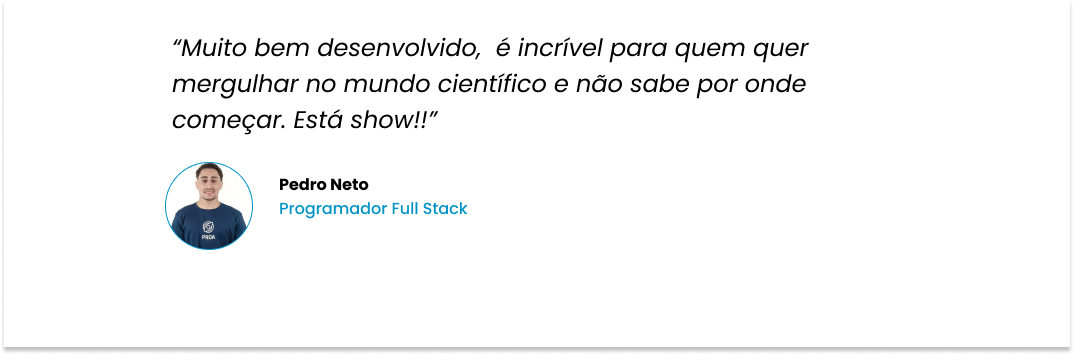 “Muito bem desenvolvido,  é incrível para quem quer
mergulhar no mundo científico e não sabe por onde
começar. Está show!!”
Pedro Neto
Programador Full Stack
PROA